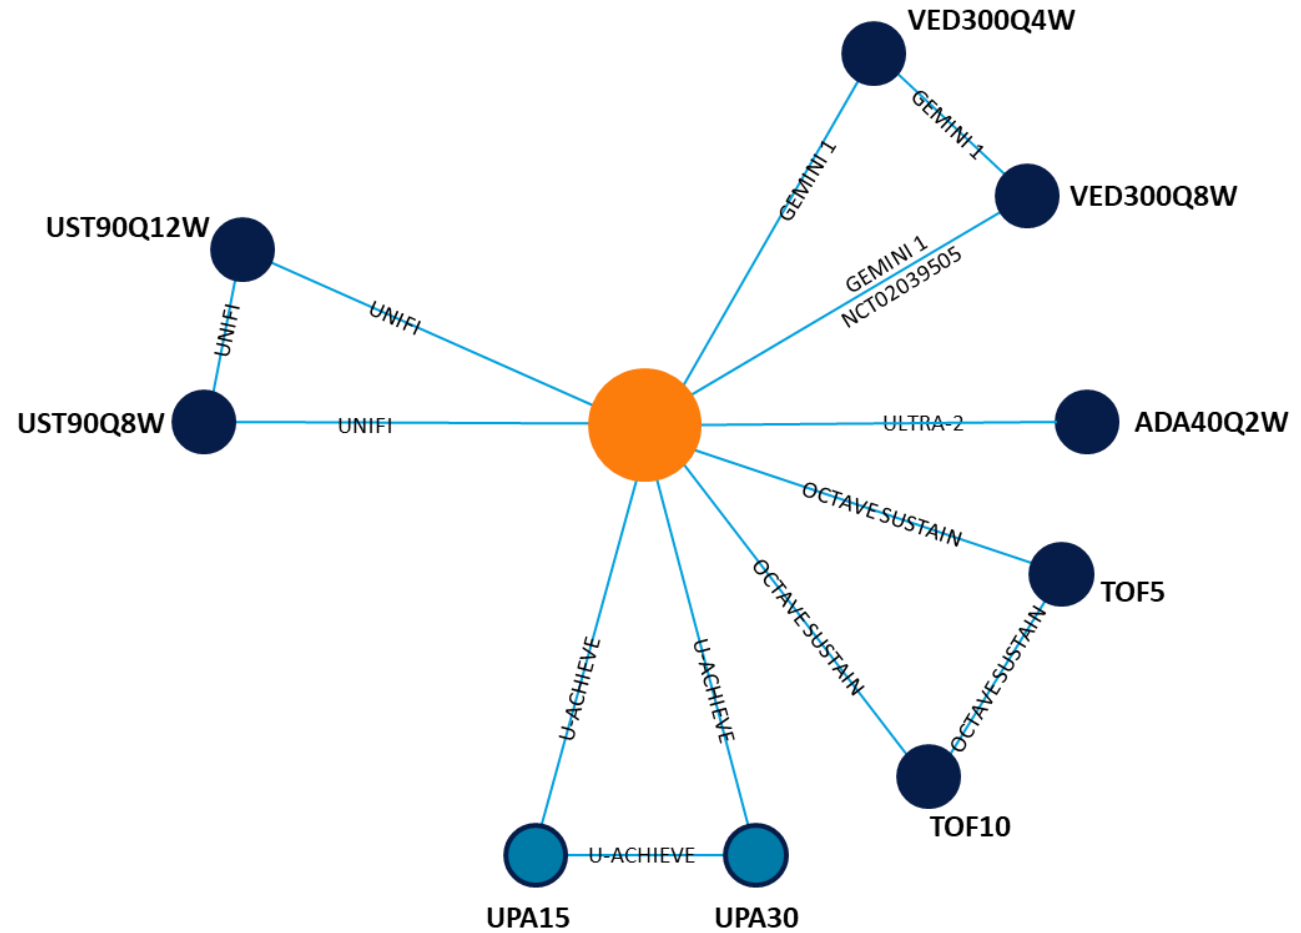 VED300Q4W
GEMINI 1
GEMINI 1
VED300Q8W
UST90Q12W
GEMINI 1
NCT02039505
UNIFI
UNIFI
UST90Q8W
UNIFI
ULTRA-2
ADA40Q2W
OCTAVE SUSTAIN
TOF5
OCTAVE SUSTAIN
OCTAVE SUSTAIN
U-ACHIEVE
U-ACHIEVE
TOF10
U-ACHIEVE
UPA15
UPA30